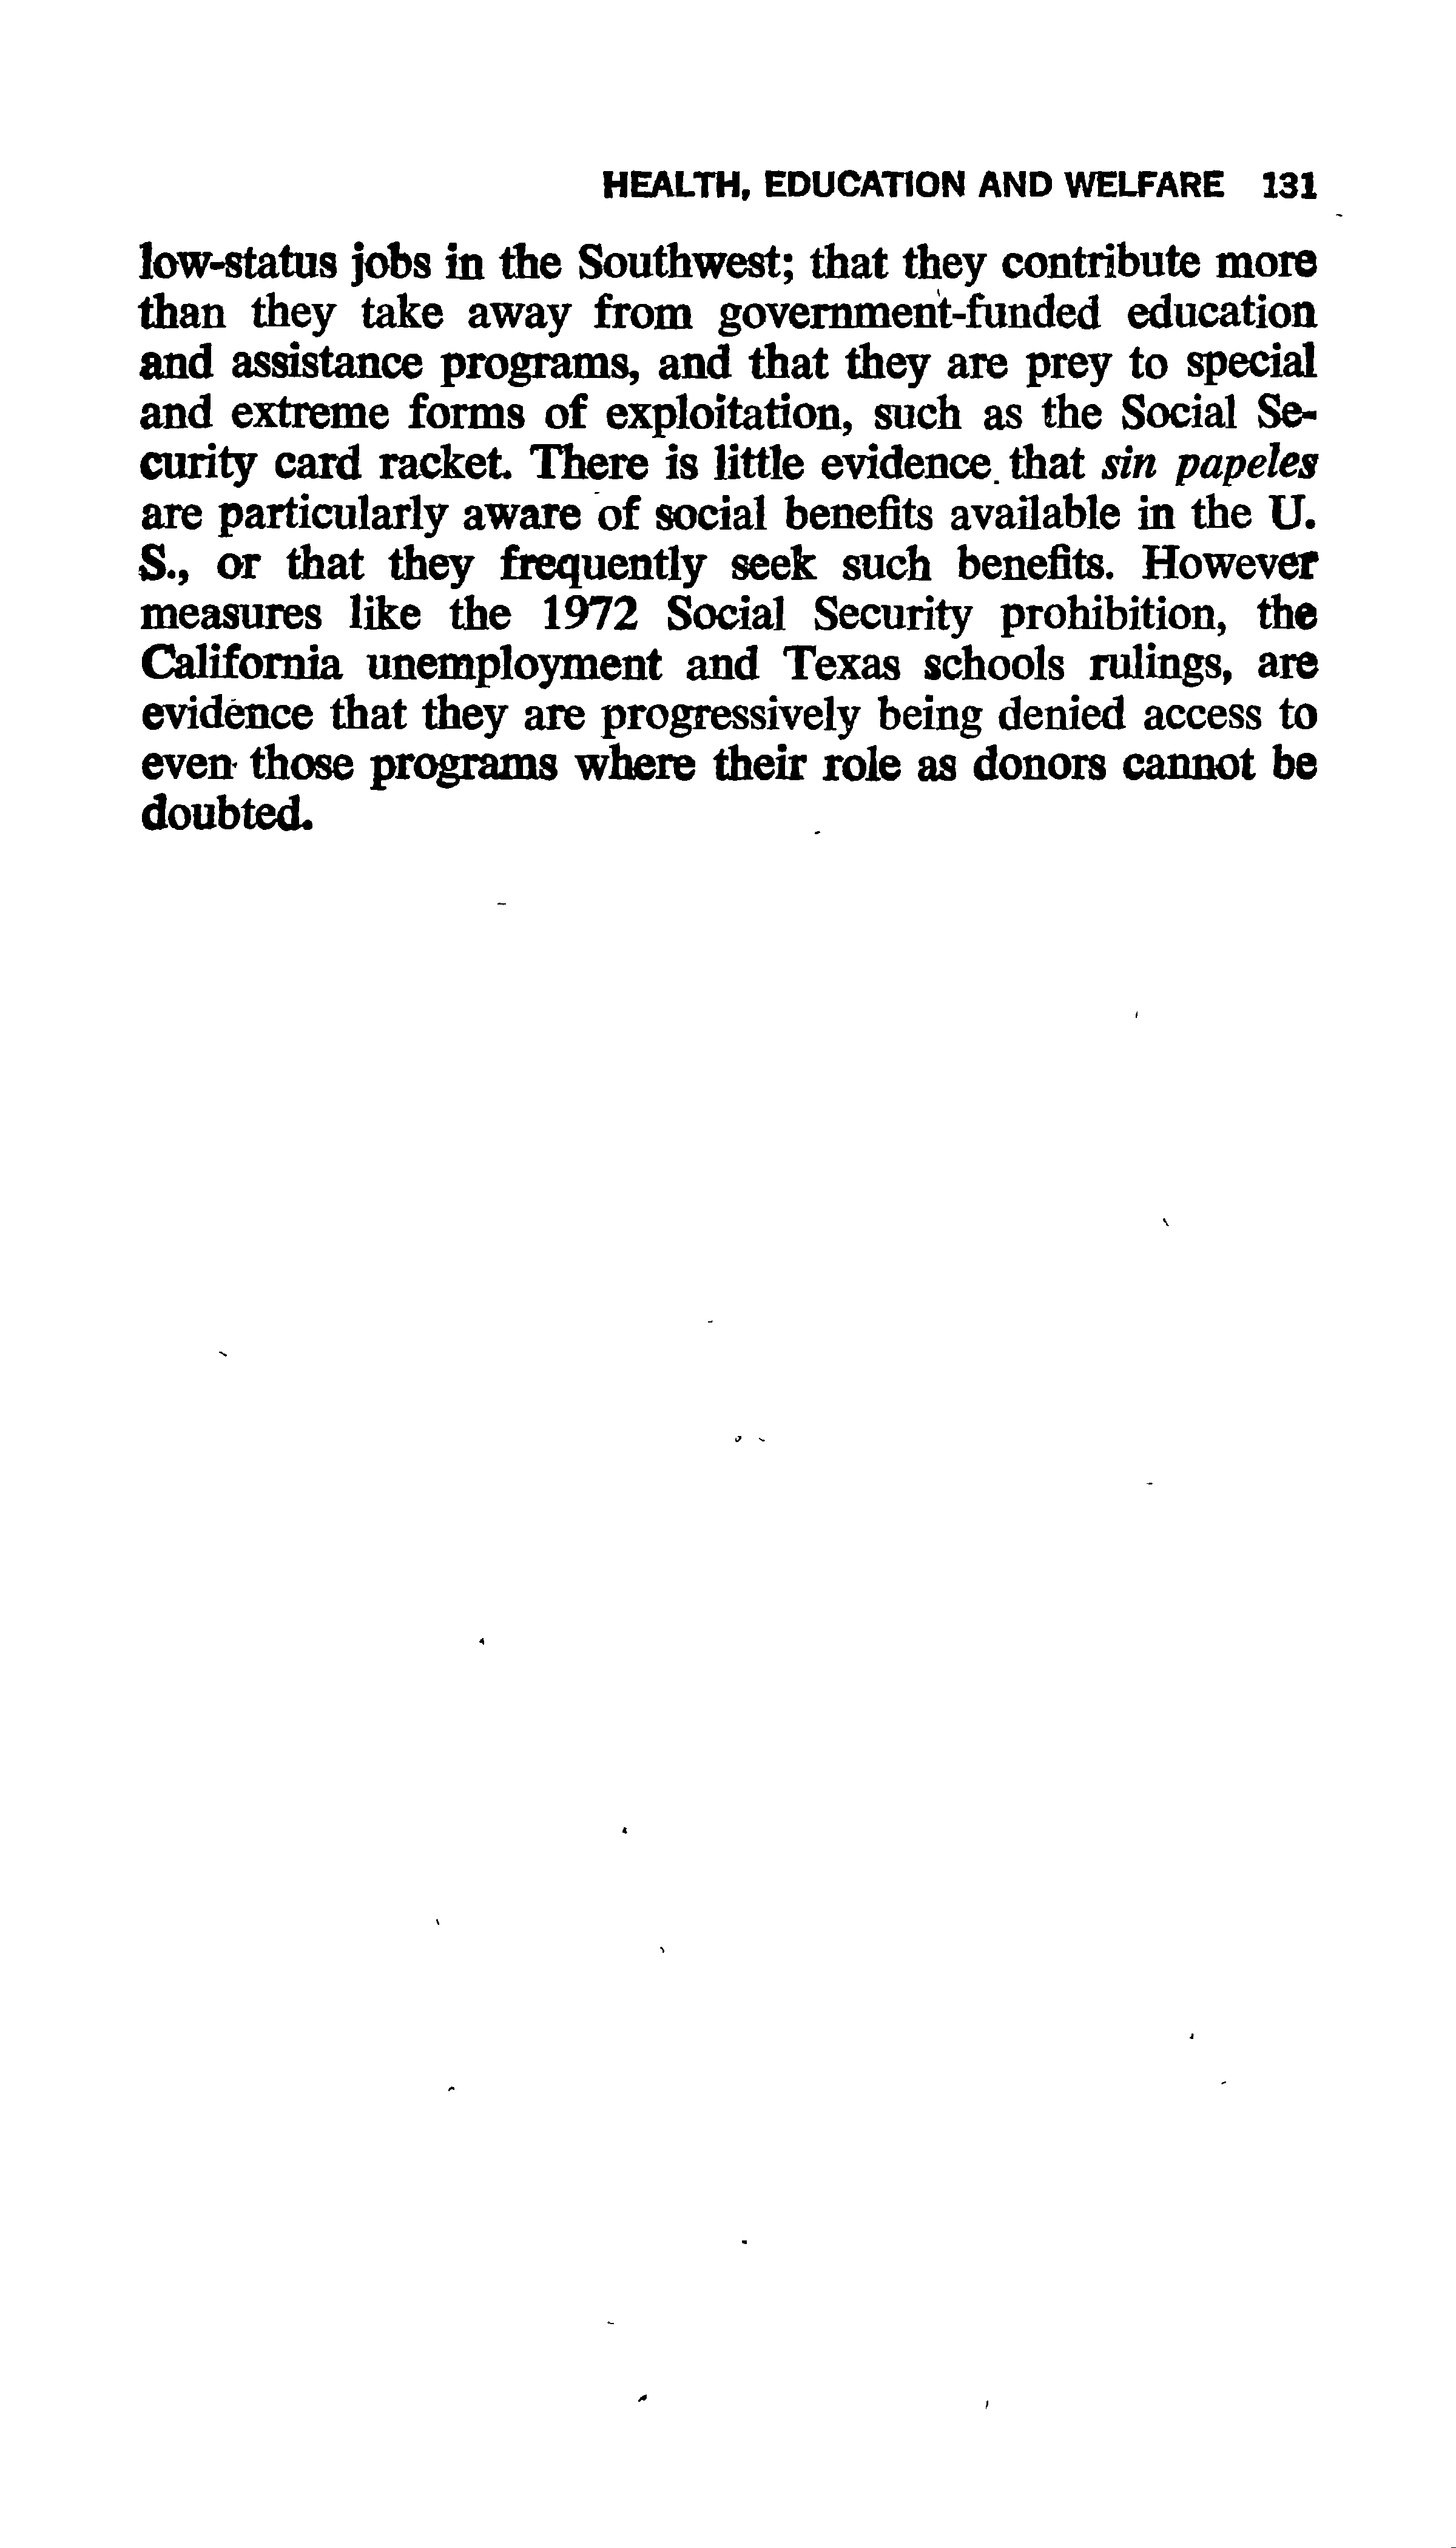 HEALTH, EDUCATION AND WELFARE 131
low-status jobs in the Southwest; that they contribute more
than they take away from government-funded education
and assistance programs, and that they are prey to special
and extreme forms of exploitation, such as the Social Se-
curity card racket. There is little evidence that sin papeles
are particularly aware of social benefits available in the U.
S., or that they frequently seek such benefits. However
measures like the 1972 Social Security prohibition, the
California unemployment and Texas schools rulings, are
evidence that they are progressively being denied access to
even those programs where their role as donors cannot be
doubted.